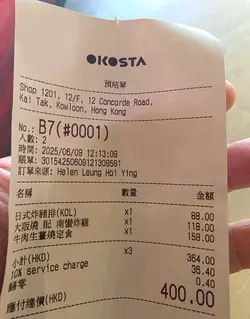 OKOSTA
預結單
Shop 1201, 12/F, 12 Concorde Road,
Kai Tak, Kowloon, Hong Kong
No.: B7(#0001)
人數: 2
時間: 2025/06/09 12:13:09
賬單: 3015425060912130959​1
訂單來源: Helen Leung Hoi Ying
名稱 數量 金額
日式炸豬排(KOL) x1 88.00
大阪燒 配 南蠻炸雞 x1 118.00
牛肉生薑燒定食 x1 158.00
小計(HKD) x3 364.00
10% service charge 36.40
歸零 0.40
應付總價(HKD) 400.00